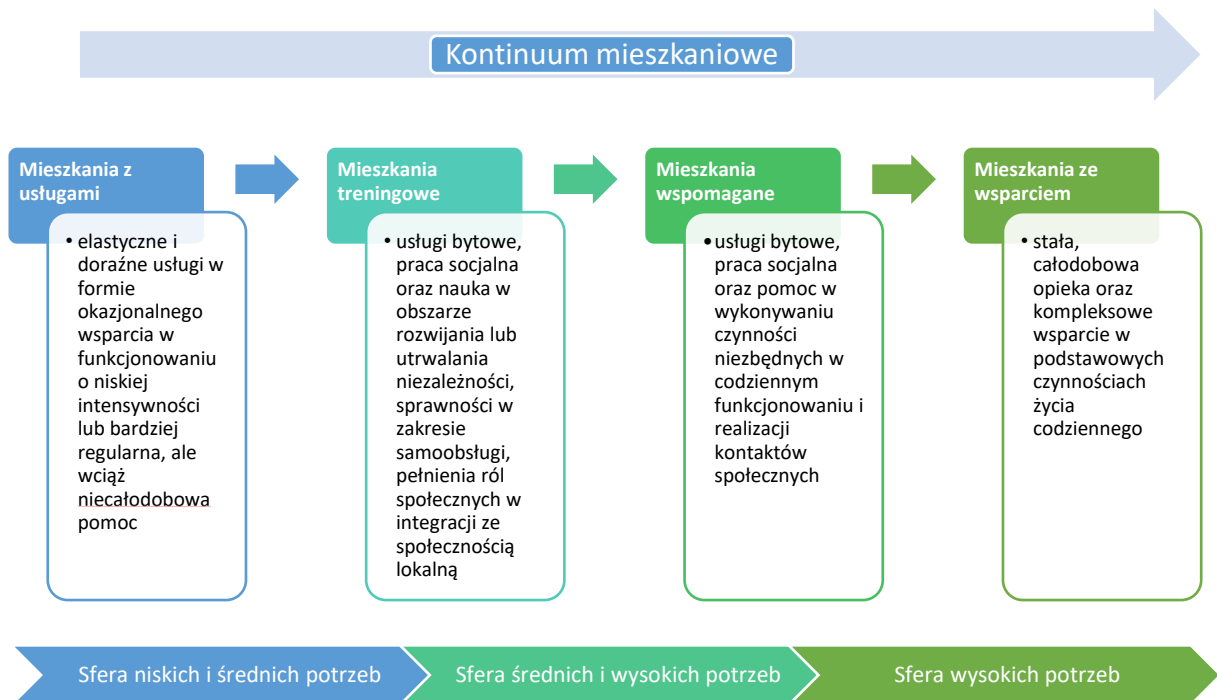 Kontinuum mieszkaniowe
Mieszkania z
usługami
• elastyczne i
doraźne usługi w
formie
okazjonalnego
wsparcia w
funkcjonowaniu
o niskiej
intensywności
lub bardziej
regularna, ale
wciąż
niecałodobowa
pomoc
Mieszkania
treningowe
• usługi bytowe,
praca socjalna
oraz nauka w
obszarze
rozwijania lub
utrwalania
niezależności,
sprawności w
zakresie
samoobsługi,
pełnienia ról
społecznych w
integracji ze
społecznością
lokalną
Mieszkania
wspomagane
•usługi bytowe,
praca socjalna
oraz pomoc w
wykonywaniu
czynności
niezbędnych w
codziennym
funkcjonowaniu i
realizacji
kontaktów
społecznych
Mieszkania ze
wsparciem
• stała,
całodobowa
opieka oraz
kompleksowe
wsparcie w
podstawowych
czynnościach
życia
codziennego
Sfera niskich i średnich potrzeb
Sfera średnich i wysokich potrzeb
Sfera wysokich potrzeb